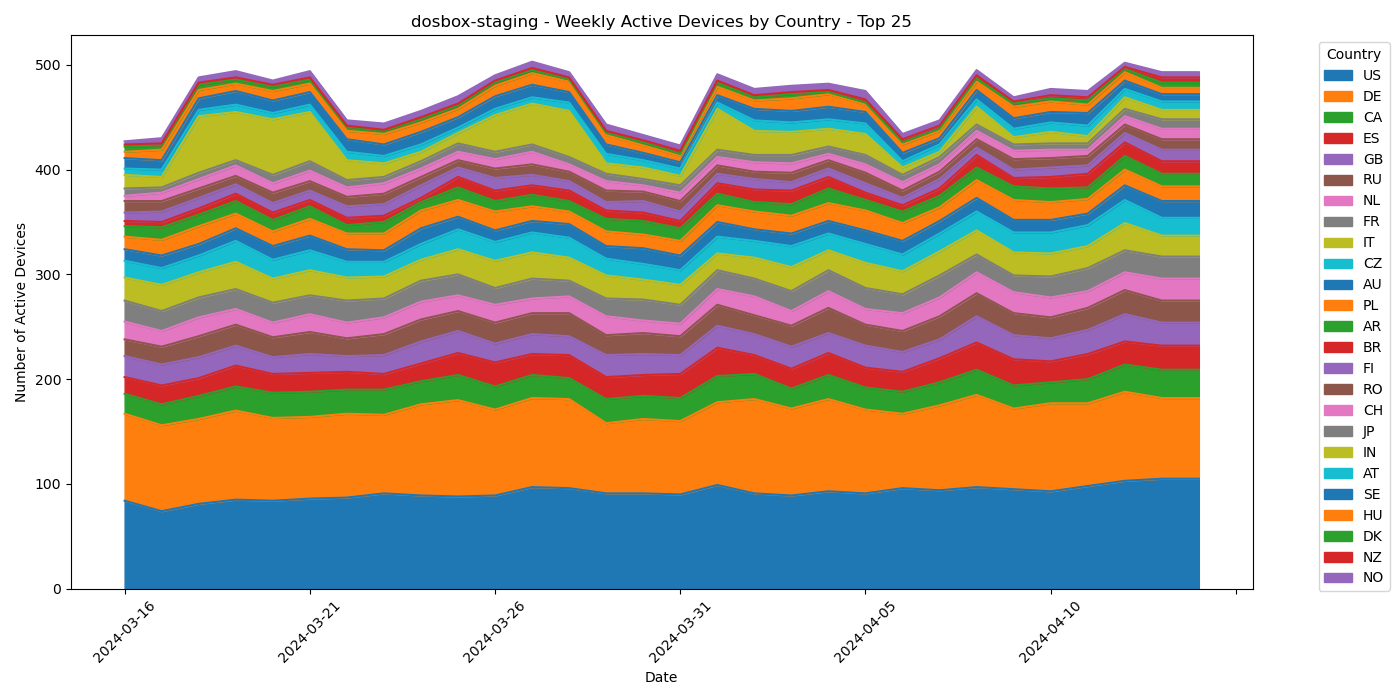 dosbox-staging - Weekly Active Devices by Country - Top 25
Number of Active Devices
500
400
300
200
100
0
2024-03-16
2024-03-21
2024-03-26
2024-03-31
2024-04-05
2024-04-10
Date
Country
US
DE
CA
ES
GB
RU
NL
FR
IT
CZ
AU
PL
AR
BR
FI
RO
CH
JP
IN
AT
SE
HU
DK
NZ
NO